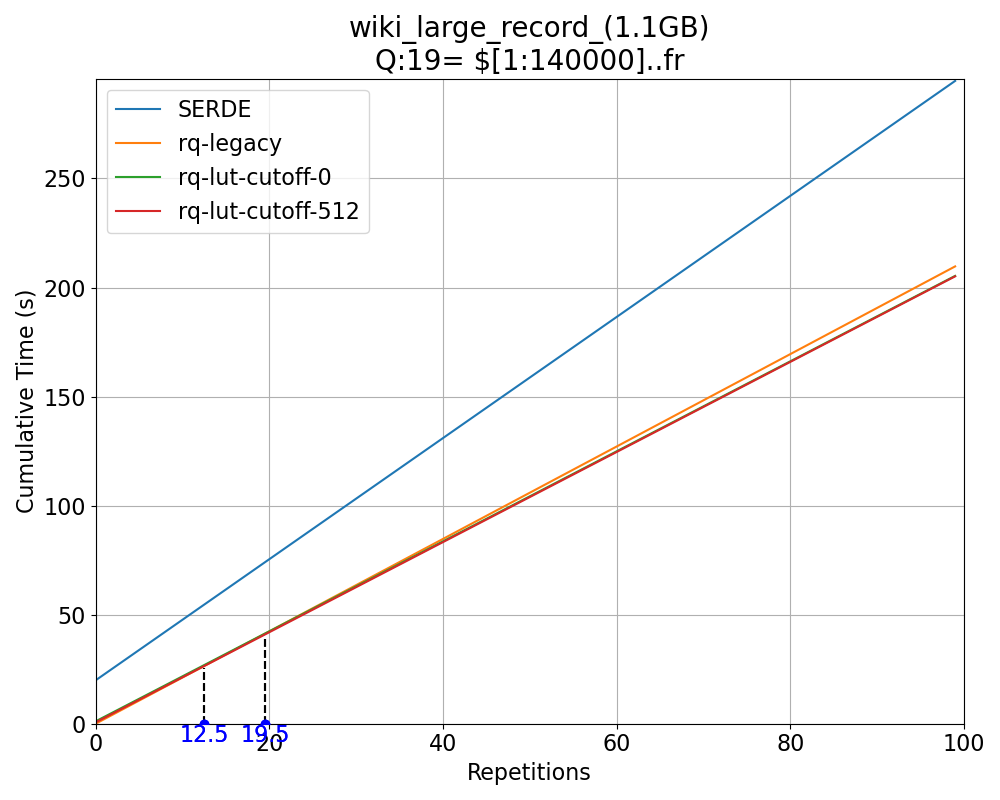 wiki_large_record_(1.1GB)
Q:19= $[1:140000]..fr
SERDE
rq-legacy
rq-lut-cutoff-0
rq-lut-cutoff-512
Cumulative Time (s)
250
200
150
100
50
0
0
20
40
60
80
100
12.5
19.5
Repetitions